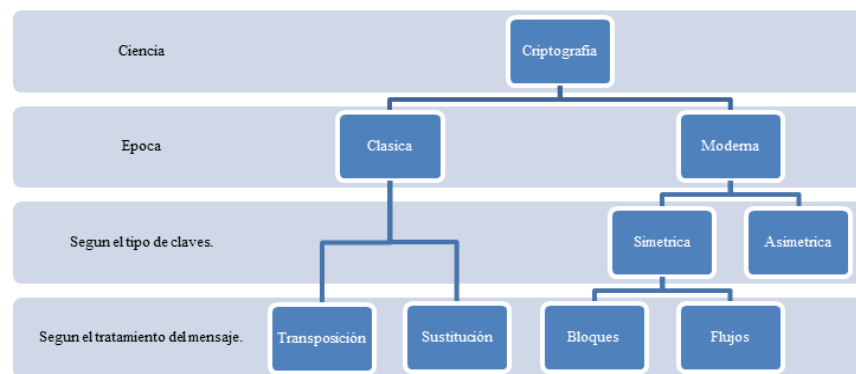 Ciencia
Criptografía
Epoca
Clasica
Moderna
Segun el tipo de claves.
Simetrica
Asimetrica
Segun el tratamiento del mensaje.
Transposición
Sustitución
Bloques
Flujos